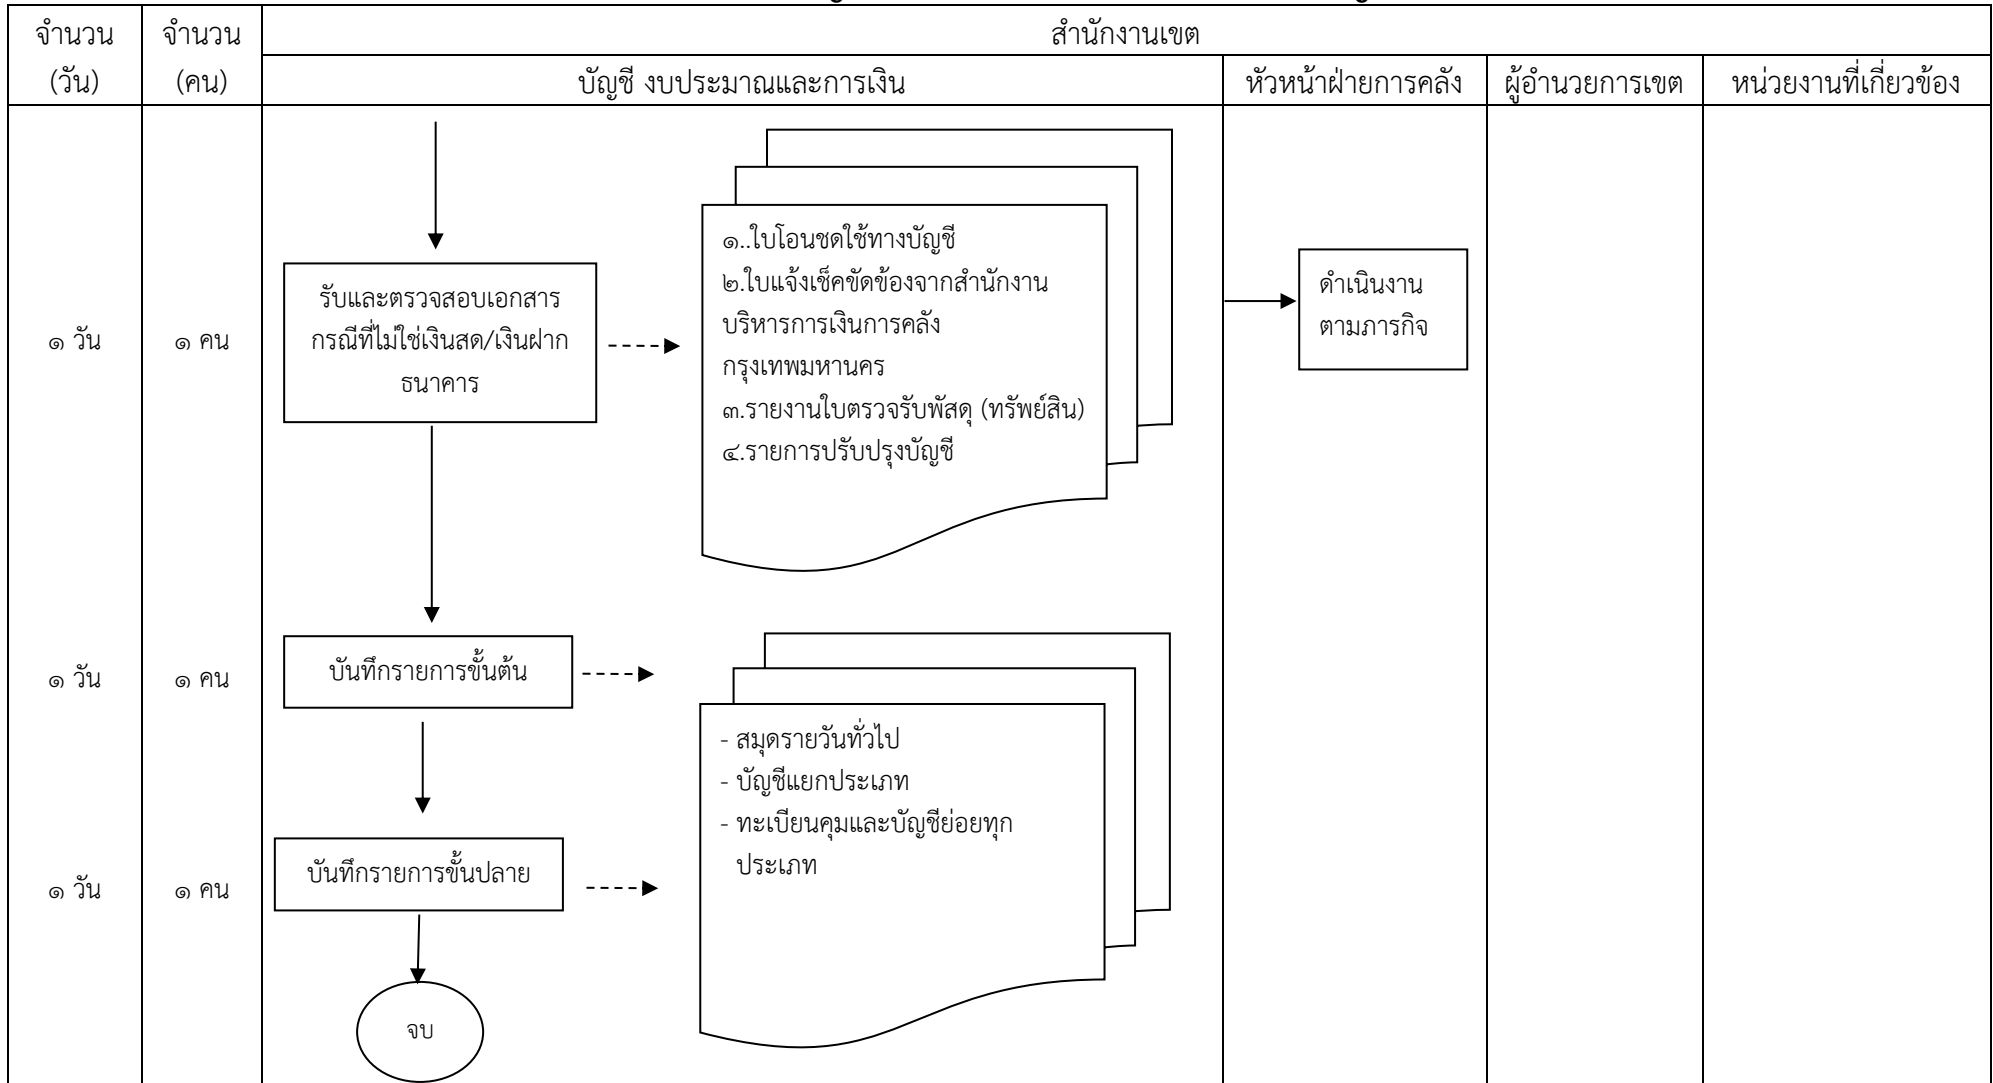 จำนวน
(วัน)
จำนวน
(คน)
สำนักงานเขต
บัญชี งบประมาณและการเงิน
หัวหน้าฝ่ายการคลัง
ผู้อำนวยการเขต
หน่วยงานที่เกี่ยวข้อง
๑ วัน
๑ คน
รับและตรวจสอบเอกสาร
กรณีที่ไม่ใช่เงินสด/เงินฝาก
ธนาคาร
๑..ใบโอนชดใช้ทางบัญชี
๒.ใบแจ้งเช็คขัดข้องจากสำนักงาน
บริหารการเงินการคลัง
กรุงเทพมหานคร
๓.รายงานใบตรวจรับพัสดุ (ทรัพย์สิน)
๔.รายการปรับปรุงบัญชี
ดำเนินงาน
ตามภารกิจ
๑ วัน
๑ คน
บันทึกรายการขั้นต้น
- สมุดรายวันทั่วไป
- บัญชีแยกประเภท
- ทะเบียนคุมและบัญชีย่อยทุก
ประเภท
๑ วัน
๑ คน
บันทึกรายการขั้นปลาย
จบ